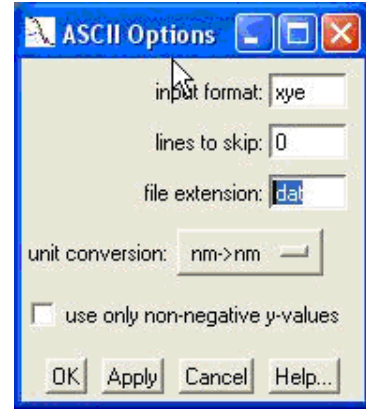 ASCII Options
input format: xye
lines to skip: 0
file extension: dat
unit conversion: nm->nm
use only non-negative y-values
OK Apply Cancel Help...